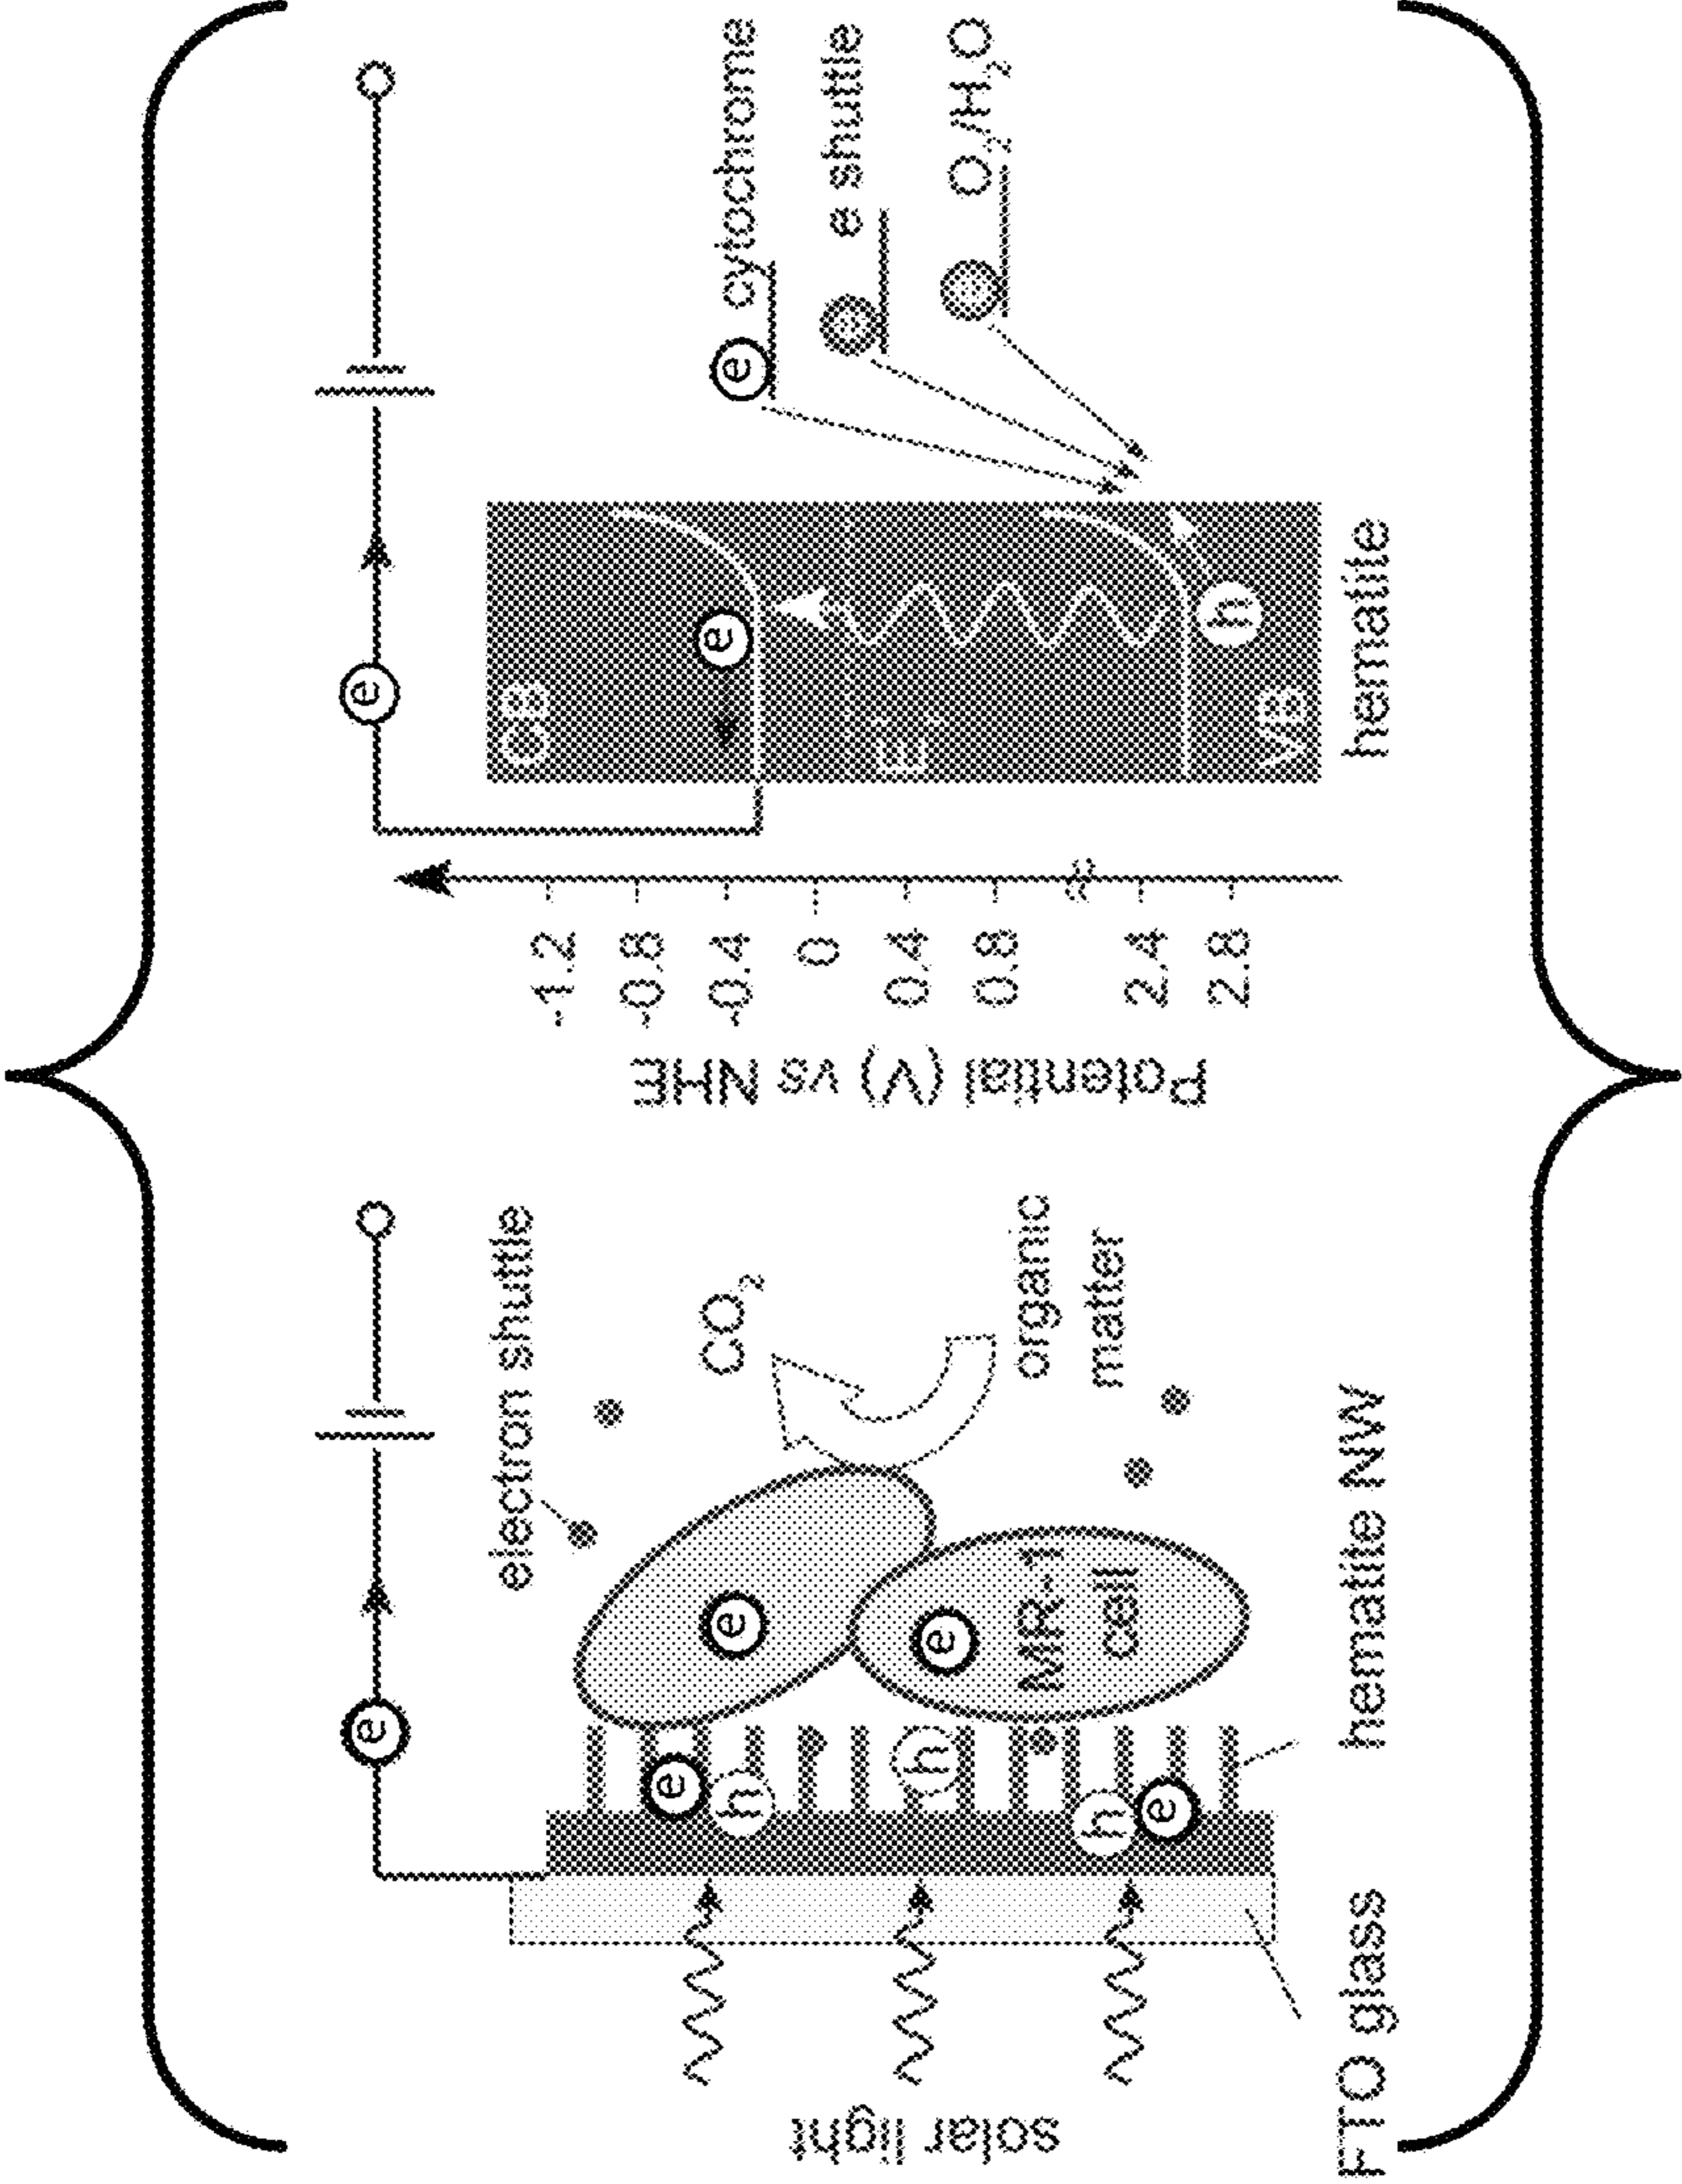 solar light
e
electron shuttle
CO2
e
e
h
h
h
e
e
MR-1
cell
organic
matter
FTO glass
hematite NW
Potential (V) vs NHE
-1.2
-0.8
-0.4
0
0.4
0.8
2.4
2.8
e
CB
e
EF
h
VB
hematite
e cytochrome
e shuttle
O2/H2O